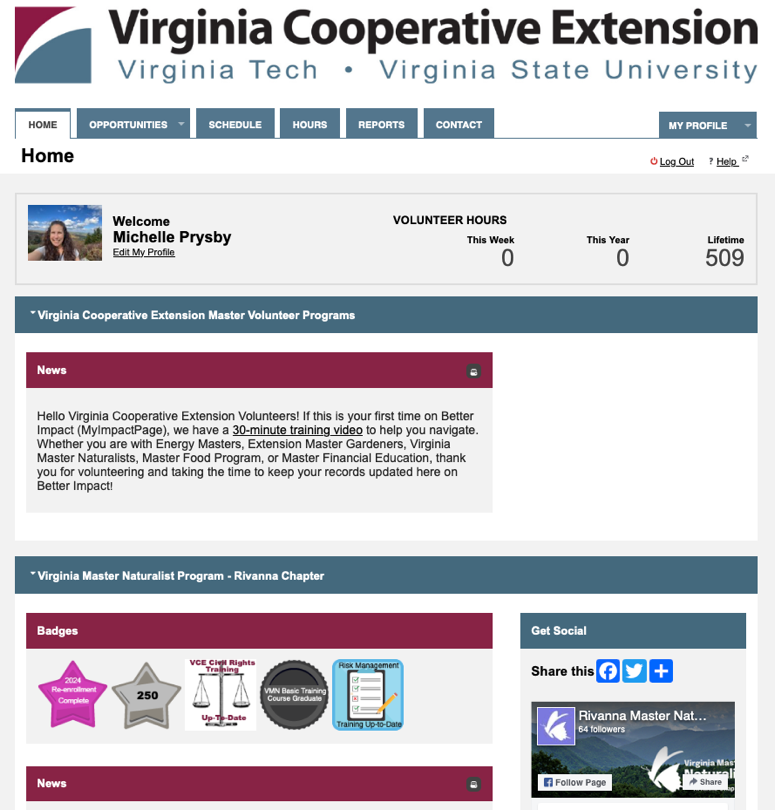 Virginia Cooperative Extension
Virginia Tech • Virginia State University
HOME
OPPORTUNITIES
SCHEDULE
HOURS
REPORTS
CONTACT
MY PROFILE
Home
Log Out
? Help
Welcome
Michelle Prysby
Edit My Profile
VOLUNTEER HOURS
This Week
This Year
Lifetime
0
0
509
Virginia Cooperative Extension Master Volunteer Programs
News
Hello Virginia Cooperative Extension Volunteers! If this is your first time on Better
Impact (MyImpactPage), we have a 30-minute training video to help you navigate.
Whether you are with Energy Masters, Extension Master Gardeners, Virginia
Master Naturalists, Master Food Program, or Master Financial Education, thank
you for volunteering and taking the time to keep your records updated here on
Better Impact!
Virginia Master Naturalist Program - Rivanna Chapter
Badges
2024
Re-enrollment
Complete
250
VCE Civil Rights
Training
Up-To-Date
VMN Basic Training
Course Graduate
Risk Management
Training Up-to-Date
Get Social
Share this
Rivanna Master Nat...
64 followers
Virginia Mas
Follow Page
Share
News